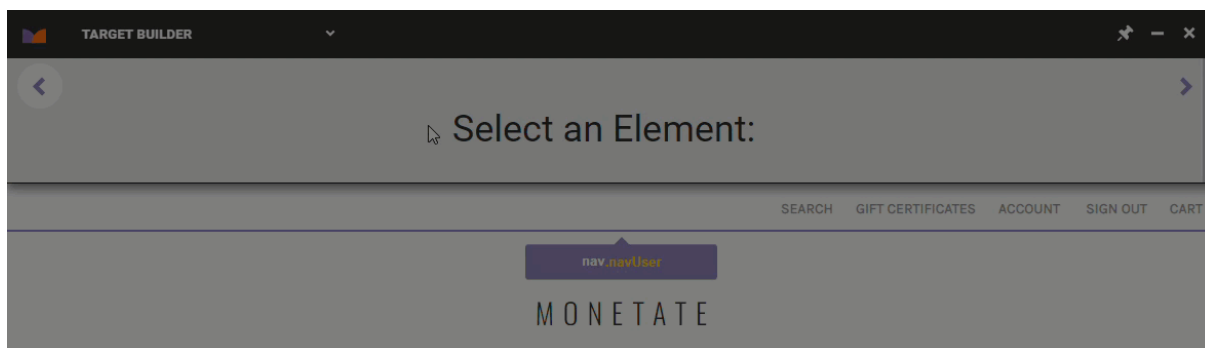 TARGET BUILDER
Select an Element:
SEARCH GIFT CERTIFICATES ACCOUNT SIGN OUT CART
nav.navUser
MONETATE